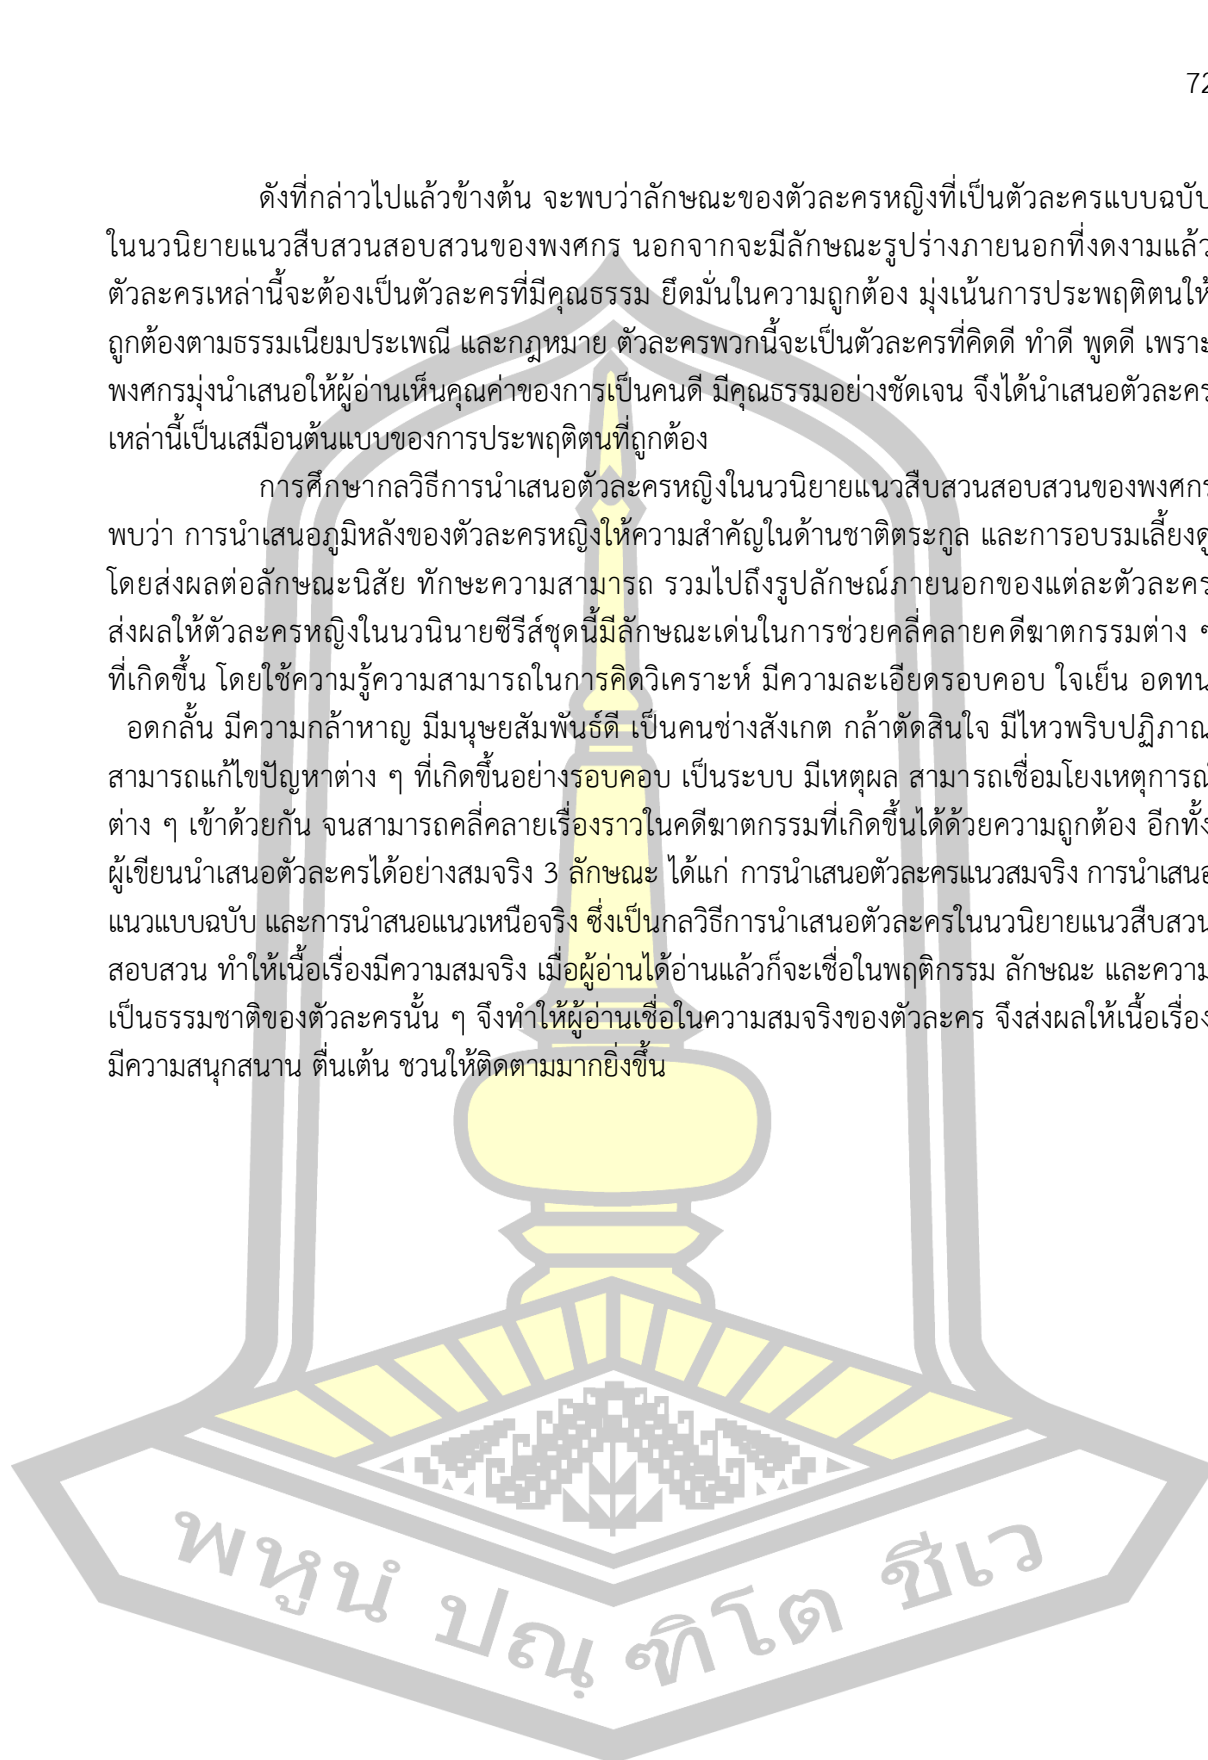 72
ดังที่กล่าวไปแล้วข้างต้น จะพบว่าลักษณะของตัวละครหญิงที่เป็นตัวละครแบบฉบับ
ในนวนิยายแนวสืบสวนสอบสวนของพงศกร นอกจากจะมีลักษณะรูปร่างภายนอกที่งดงามแล้ว
ตัวละครเหล่านี้จะต้องเป็นตัวละครที่มีคุณธรรม ยึดมั่นในความถูกต้อง มุ่งเน้นการประพฤติตนให้
ถูกต้องตามธรรมเนียมประเพณี และกฎหมาย ตัวละครพวกนี้จะเป็นตัวละครที่คิดดี ทำดี พูดดี เพราะ
พงศกรมุ่งนำเสนอให้ผู้อ่านเห็นคุณค่าของการเป็นคนดี มีคุณธรรมอย่างชัดเจน จึงได้นำเสนอตัวละคร
เหล่านี้เป็นเสมือนต้นแบบของการประพฤติตนที่ถูกต้อง
การศึกษากลวิธีการนำเสนอตัวละครหญิงในนวนิยายแนวสืบสวนสอบสวนของพงศกร
พบว่า การนำเสนอภูมิหลังของตัวละครหญิงให้ความสำคัญในด้านชาติตระกูล และการอบรมเลี้ยงดู
โดยส่งผลต่อลักษณะนิสัย ทักษะความสามารถ รวมไปถึงรูปลักษณ์ภายนอกของแต่ละตัวละคร
ส่งผลให้ตัวละครหญิงในนวนินายซีรีส์ชุดนี้มีลักษณะเด่นในการช่วยคลี่คลายคดีฆาตกรรมต่าง ๆ
ที่เกิดขึ้น โดยใช้ความรู้ความสามารถในการคิดวิเคราะห์ มีความละเอียดรอบคอบ ใจเย็น อดทน
อดกลั้น มีความกล้าหาญ มีมนุษยสัมพันธ์ดี เป็นคนช่างสังเกต กล้าตัดสินใจ มีไหวพริบปฏิภาณ
สามารถแก้ไขปัญหาต่าง ๆ ที่เกิดขึ้นอย่างรอบคอบ เป็นระบบ มีเหตุผล สามารถเชื่อมโยงเหตุการณ์
ต่าง ๆ เข้าด้วยกัน จนสามารถคลี่คลายเรื่องราวในคดีฆาตกรรมที่เกิดขึ้นได้ด้วยความถูกต้อง อีกทั้ง
ผู้เขียนนำเสนอตัวละครได้อย่างสมจริง 3 ลักษณะ ได้แก่ การนำเสนอตัวละครแนวสมจริง การนำเสนอ
แนวแบบฉบับ และการนำสนอแนวเหนือจริง ซึ่งเป็นกลวิธีการนำเสนอตัวละครในนวนิยายแนวสืบสวน
สอบสวน ทำให้เนื้อเรื่องมีความสมจริง เมื่อผู้อ่านได้อ่านแล้วก็จะเชื่อในพฤติกรรม ลักษณะ และความ
เป็นธรรมชาติของตัวละครนั้น ๆ จึงทำให้ผู้อ่านเชื่อในความสมจริงของตัวละคร จึงส่งผลให้เนื้อเรื่อง
มีความสนุกสนาน ตื่นเต้น ชวนให้ติดตามมากยิ่งขึ้น
พหูนํ ปณฺฑิโต ชีเว